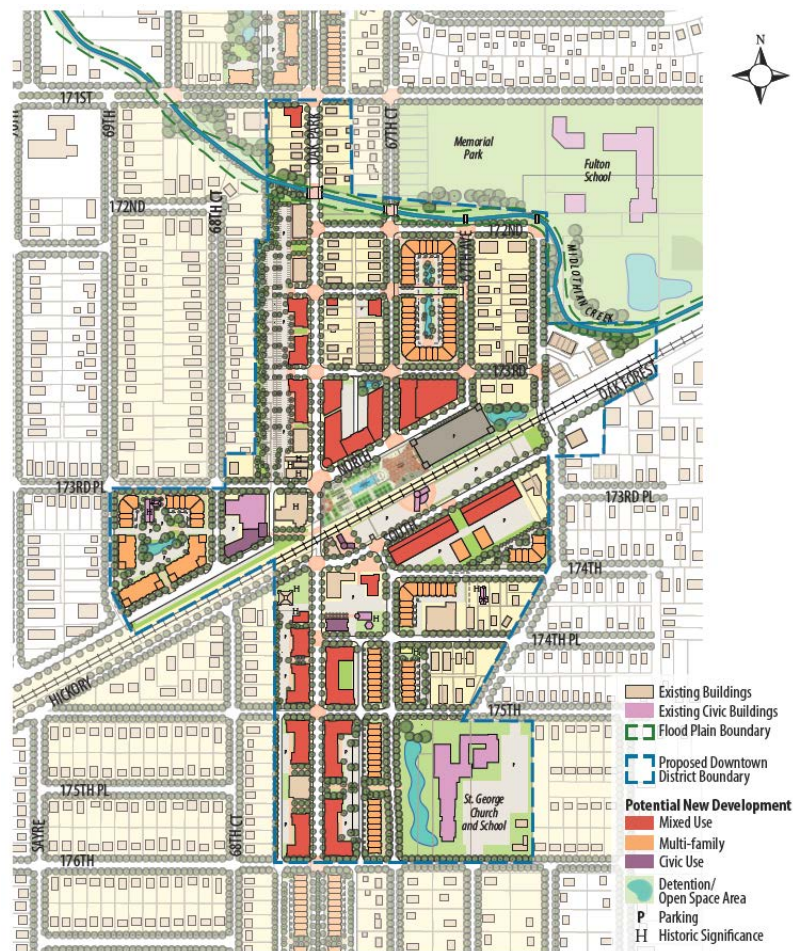 N
171ST
70TH
69TH
OAK PARK
67TH CT
Memorial
Park
Fulton
School
172ND
68TH CT
172ND
67TH AVE
MIDLOTHIAN CREEK
173RD
OAK FOREST
NORTH
P
P
P
P
H
H
H
H
173RD PL
SOUTH
173RD PL
P
P
174TH
H
H
H
P
174TH PL
HICKORY
H
P
175TH
St. George
Church
and School
P
175TH PL
SAYRE
68TH CT
176TH
Existing Buildings
Existing Civic Buildings
Flood Plain Boundary
Proposed Downtown
District Boundary
Potential New Development
Mixed Use
Multi-family
Civic Use
Detention/
Open Space Area
P Parking
H Historic Significance